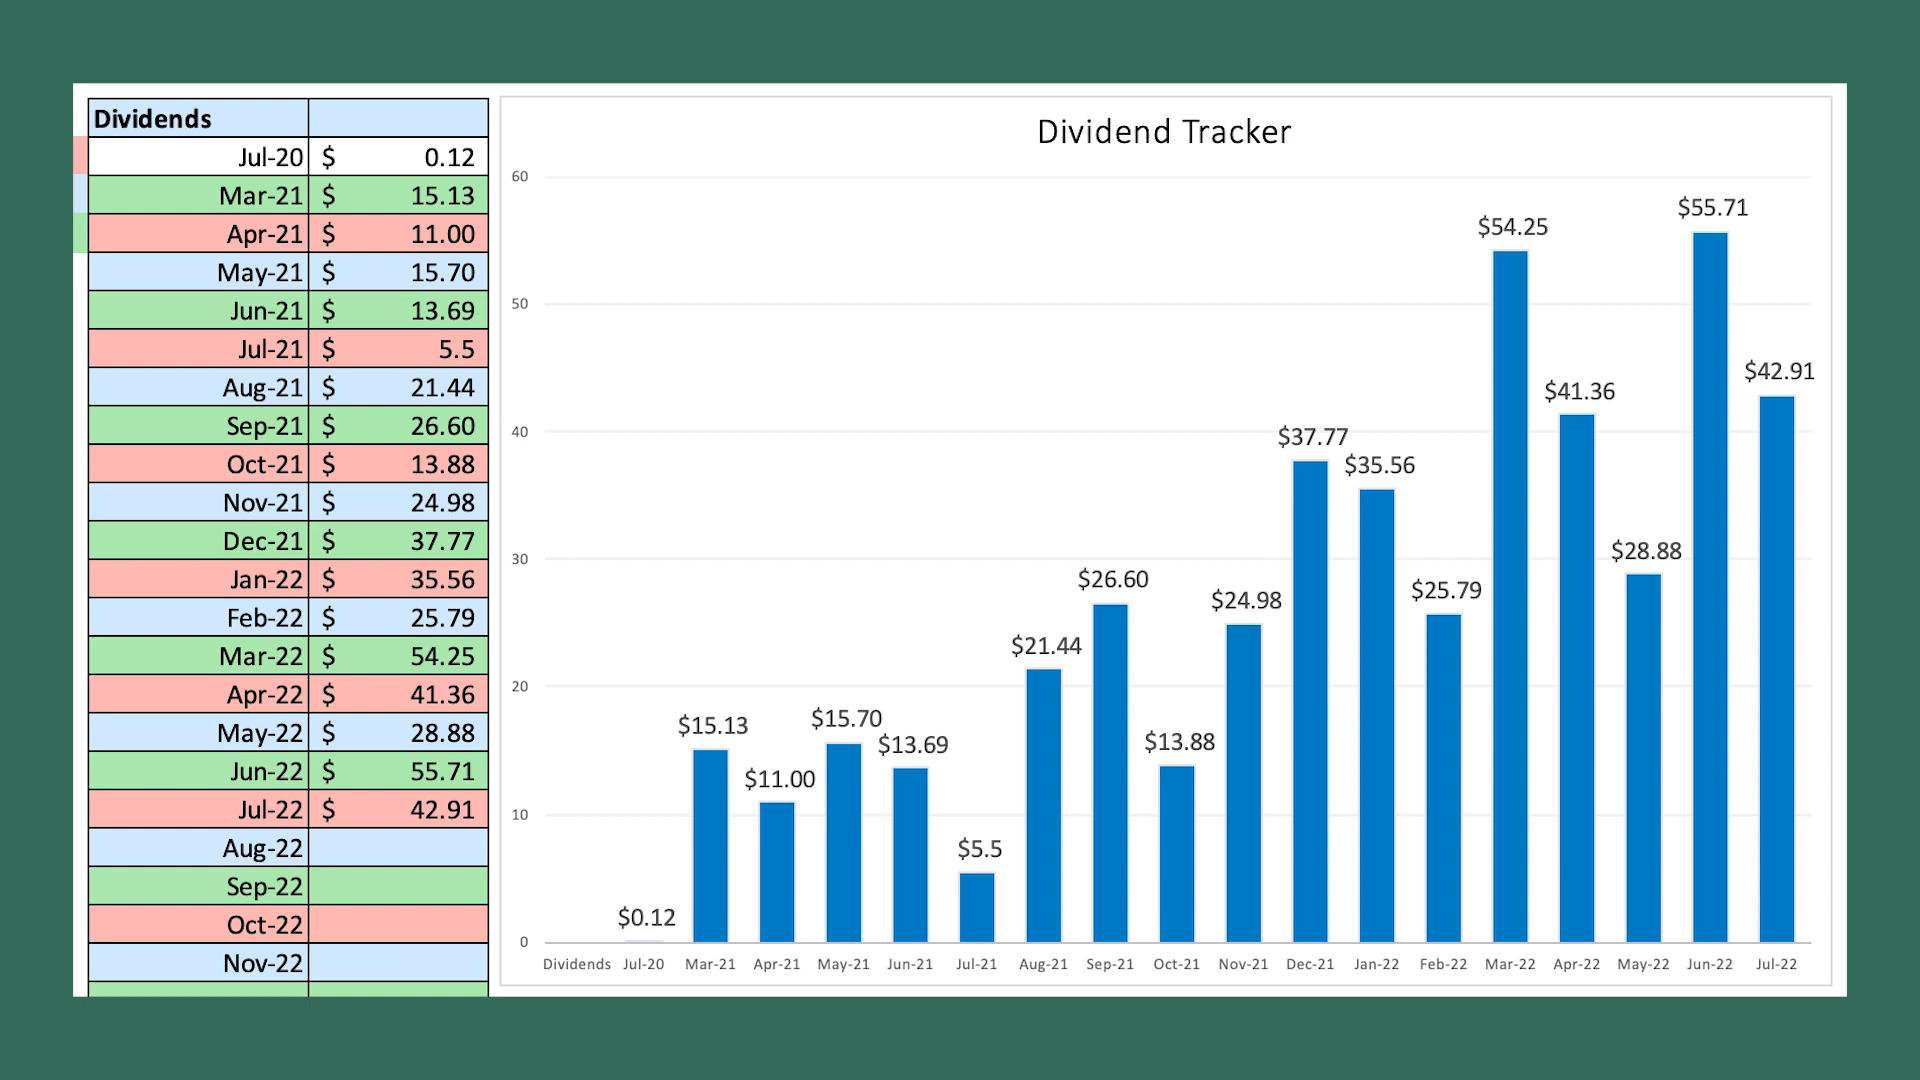 Dividends
Jul-20 $ 0.12
Mar-21 $ 15.13
Apr-21 $ 11.00
May-21 $ 15.70
Jun-21 $ 13.69
Jul-21 $ 5.5
Aug-21 $ 21.44
Sep-21 $ 26.60
Oct-21 $ 13.88
Nov-21 $ 24.98
Dec-21 $ 37.77
Jan-22 $ 35.56
Feb-22 $ 25.79
Mar-22 $ 54.25
Apr-22 $ 41.36
May-22 $ 28.88
Jun-22 $ 55.71
Jul-22 $ 42.91
Aug-22
Sep-22
Oct-22
Nov-22
Dividend Tracker
60
50
40
30
20
10
0
$0.12
$15.13
$11.00
$15.70
$13.69
$5.5
$21.44
$26.60
$13.88
$24.98
$37.77
$35.56
$25.79
$54.25
$41.36
$28.88
$55.71
$42.91
Dividends Jul-20 Mar-21 Apr-21 May-21 Jun-21 Jul-21 Aug-21 Sep-21 Oct-21 Nov-21 Dec-21 Jan-22 Feb-22 Mar-22 Apr-22 May-22 Jun-22 Jul-22